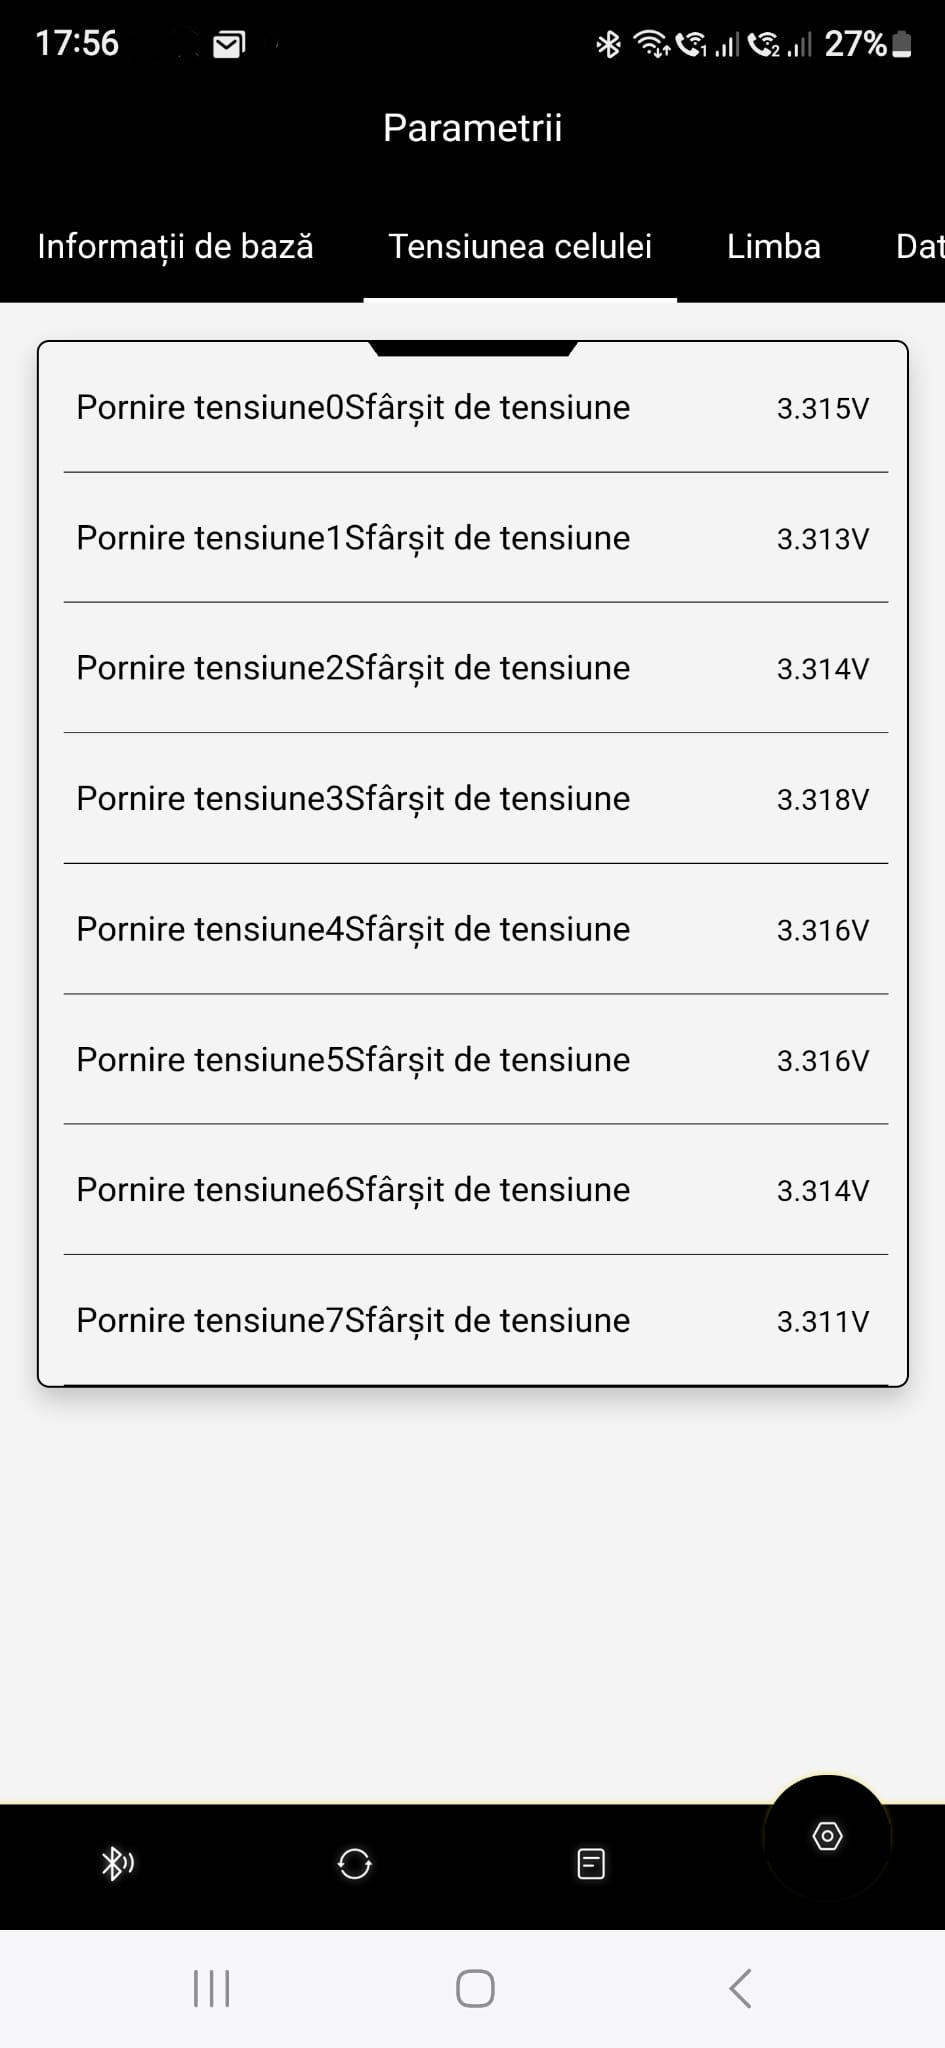 17:56 1 2 27%
Parametrii
Informații de bază Tensiunea celulei Limba Dat
Pornire tensiune0Sfârșit de tensiune 3.315V
Pornire tensiune1Sfârșit de tensiune 3.313V
Pornire tensiune2Sfârșit de tensiune 3.314V
Pornire tensiune3Sfârșit de tensiune 3.318V
Pornire tensiune4Sfârșit de tensiune 3.316V
Pornire tensiune5Sfârșit de tensiune 3.316V
Pornire tensiune6Sfârșit de tensiune 3.314V
Pornire tensiune7Sfârșit de tensiune 3.311V